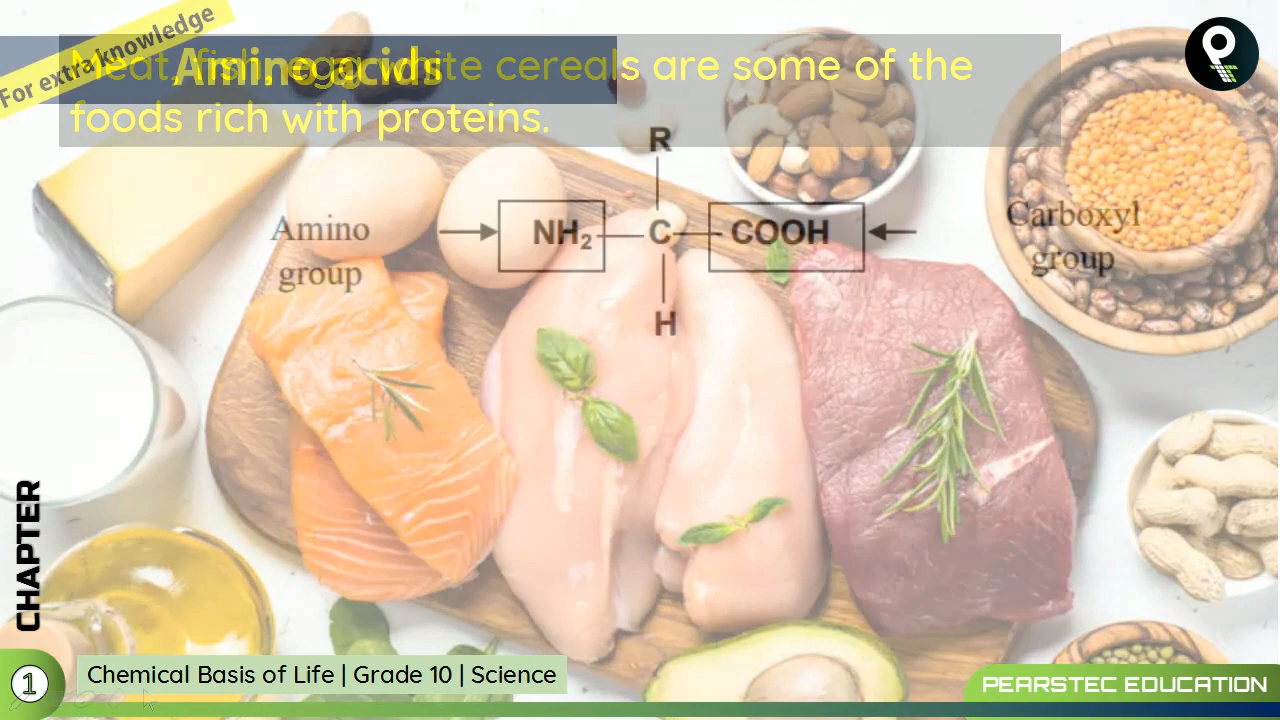 For extra knowledge
Amino acids
Meat, fish, egg white cereals are some of the
foods rich with proteins.
R
Amino
group
NH₂
C
COOH
Carboxyl
group
H
CHAPTER
1
Chemical Basis of Life | Grade 10 | Science
PEARSTEC EDUCATION